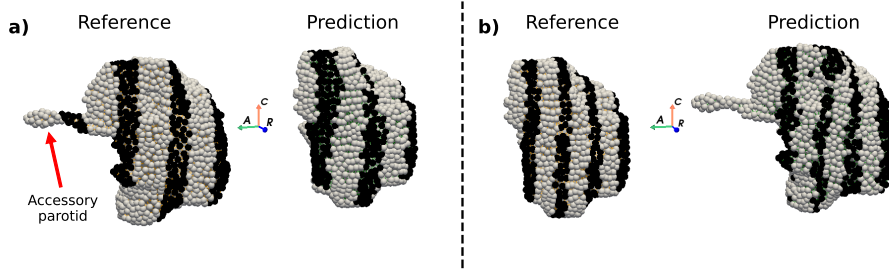 a)
Reference
Prediction
C
A
R
Accessory
parotid
b)
Reference
Prediction
C
A
R